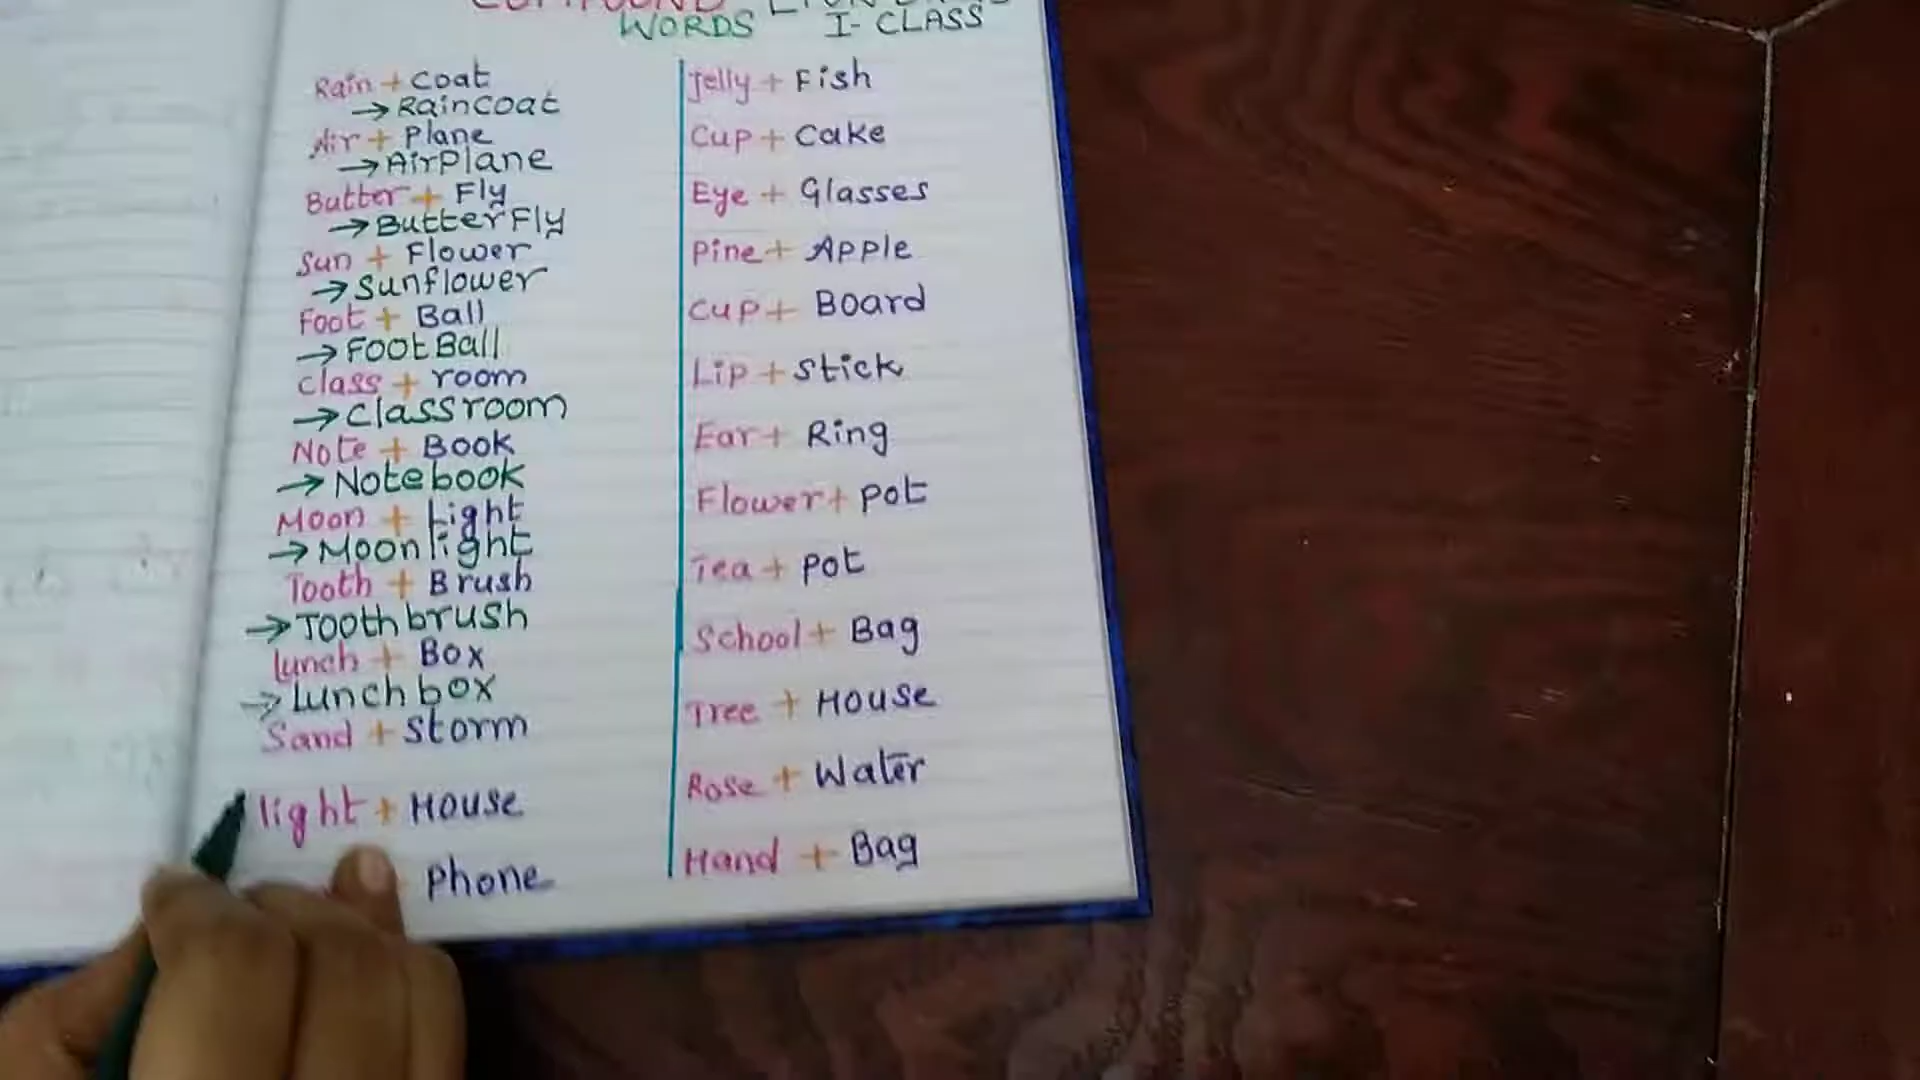 COMPOUND
WORDS I-CLASS
Rain + Coat
→ Raincoat
Air + Plane
→ AirPlane
Butter + Fly
→ ButterFly
Sun + Flower
→ Sunflower
Foot + Ball
→ FootBall
Class + room
→ Classroom
Note + Book
→ Notebook
Moon + Light
→ Moonlight
Tooth + Brush
→ Toothbrush
Lunch + Box
→ Lunchbox
Sand + Storm
light + House
Phone
Jelly + Fish
Cup + Cake
Eye + Glasses
Pine + Apple
Cup + Board
Lip + Stick
Ear + Ring
Flower + Pot
Tea + Pot
School + Bag
Tree + House
Rose + Water
Hand + Bag